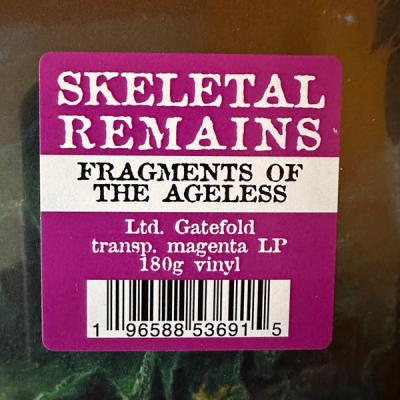 SKELETAL
REMAINS
FRAGMENTS OF
THE AGELESS
Ltd. Gatefold
transp. magenta LP
180g vinyl
1 96588 53691 5